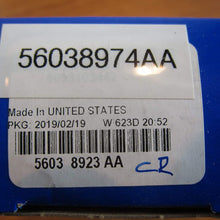 56038974AA
Made In UNITED STATES
PKG. 2019/02/19 W 623D 20:52
5603 8923 AA
CR